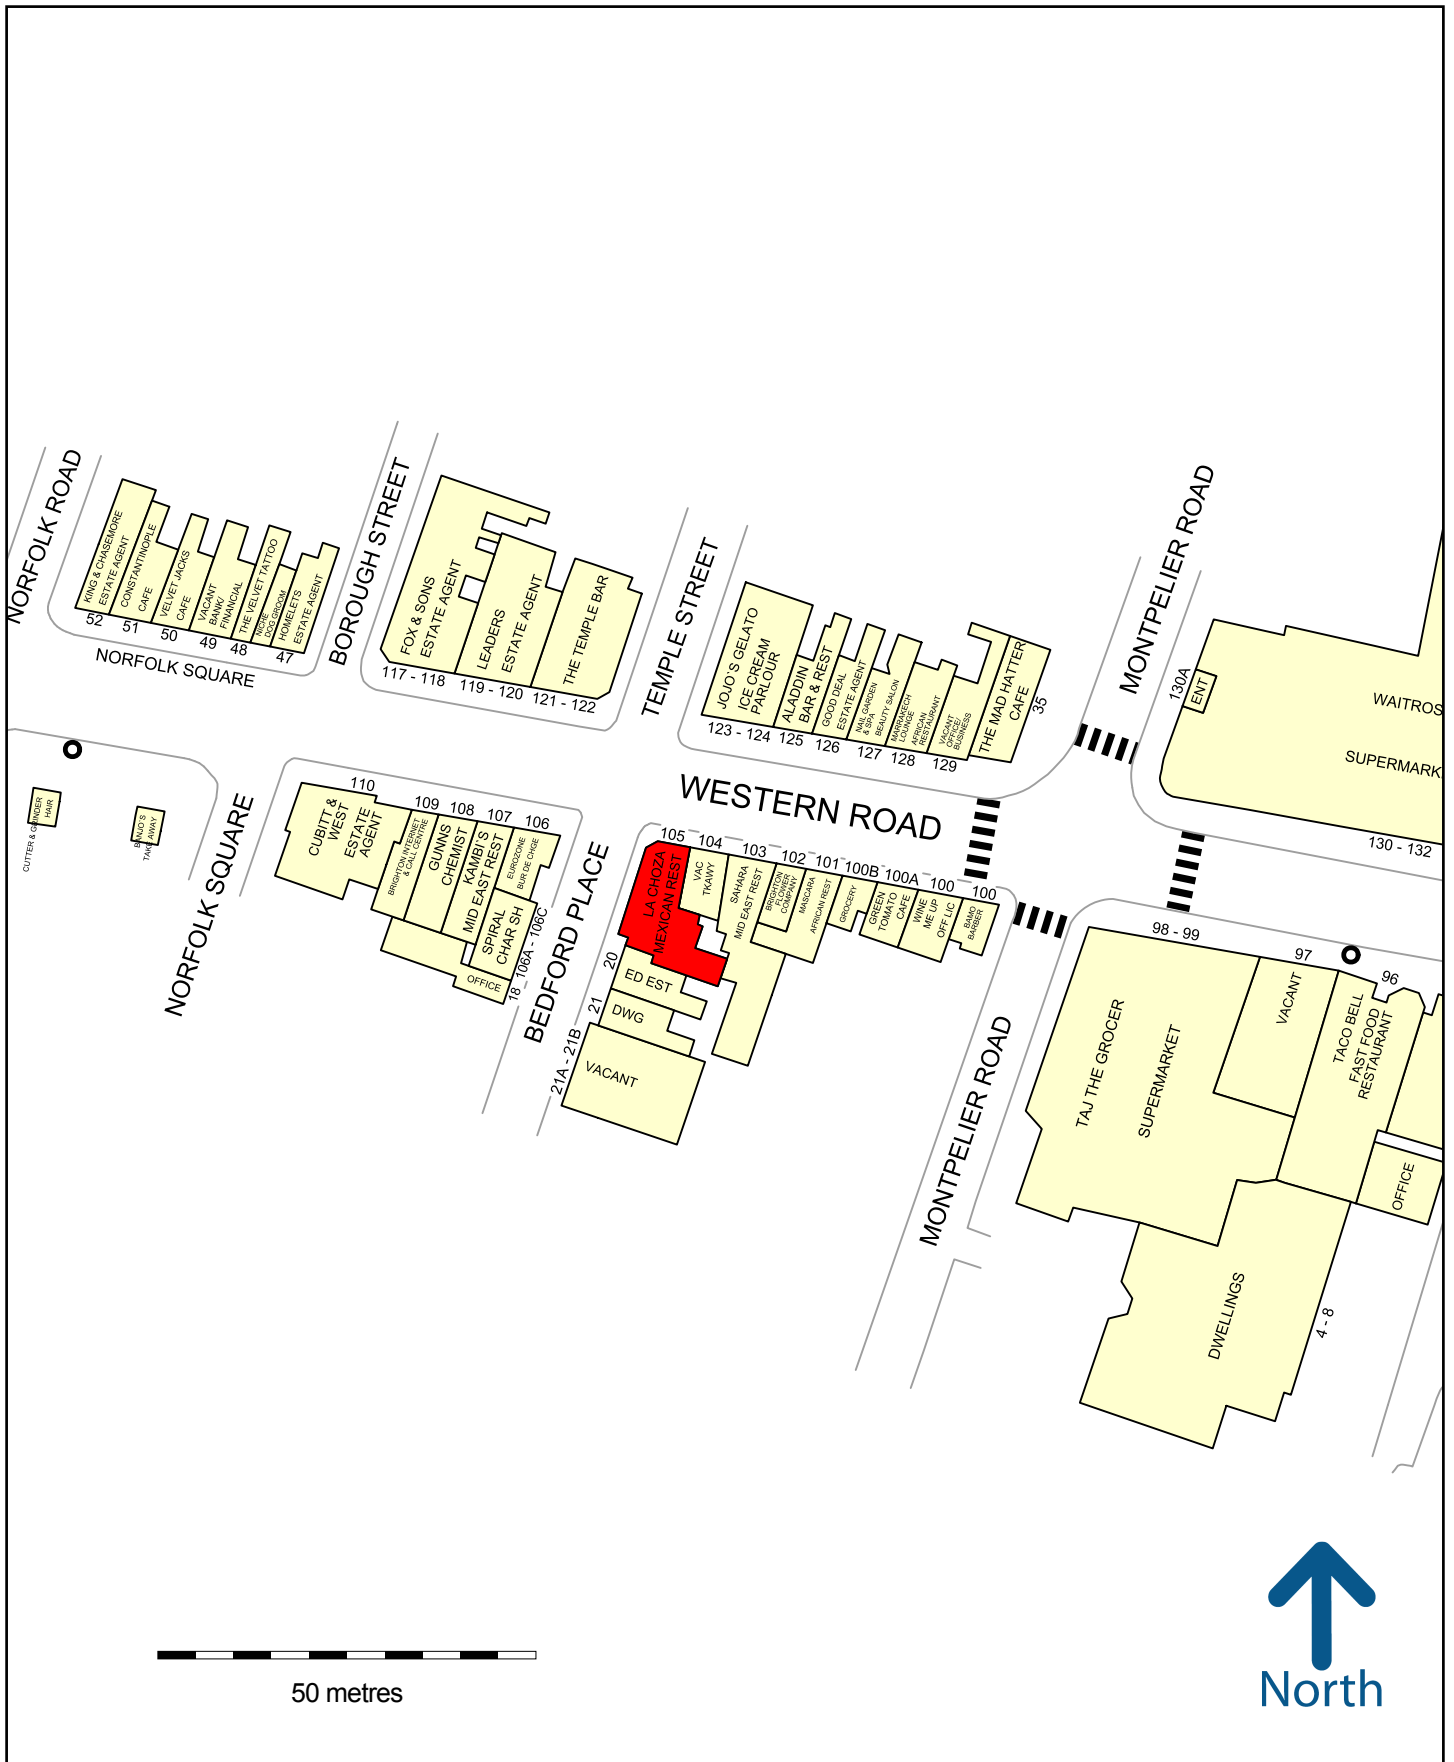 NORFOLK ROAD
KING & CHASEMORE
ESTATE AGENT
CONSTANTINOPLE
CAFE
VELVET JACKS
CAFE
VACANT
BANK/
FINANCIAL
THE VELVET TATTOO
NICHE
DOG GROOM
HOMELETS
ESTATE AGENT
52
51
50
49
48
47
NORFOLK SQUARE
BOROUGH STREET
FOX & SONS
ESTATE AGENT
LEADERS
ESTATE AGENT
THE TEMPLE BAR
117 - 118
119 - 120
121 - 122
TEMPLE STREET
JOJO`S GELATO
ICE CREAM
PARLOUR
ALADDIN
BAR & REST
GOOD DEAL
ESTATE AGENT
NAIL GARDEN
& SPA
BEAUTY SALON
MARRAKECH
LOUNGE
AFRICAN
RESTAURANT
VACANT
OFFICE/
BUSINESS
THE MAD HATTER
CAFE
35
123 - 124
125
126
127
128
129
MONTPELIER ROAD
130A
ENT
WAITROS
SUPERMARK
130 - 132
WESTERN ROAD
CUTTER & GRINDER
HAIR
BANJO'S
TAKE AWAY
NORFOLK SQUARE
110
109
108
107
106
CUBITT &
WEST
ESTATE
AGENT
BRIGHTON INTERNET
& CALL CENTRE
GUNNS
CHEMIST
KAMBI`S
MID EAST REST
EUROZONE
BUR DE CHGE
SPIRAL
CHAR SH
OFFICE
18
106A - 106C
BEDFORD PLACE
105
104
103
102
101
100B
100A
100
100
LA CHOZA
MEXICAN REST
VAC
TKAWY
SAHARA
MID EAST REST
BRIGHTON
FLOWER
COMPANY
MASCARA
AFRICAN REST
GROCERY
GREEN
TOMATO
CAFE
WINE
ME UP
OFF LIC
BAMO
BARBER
20
ED EST
21
DWG
21A - 21B
VACANT
MONTPELIER ROAD
98 - 99
97
96
TAJ THE GROCER
SUPERMARKET
VACANT
TACO BELL
FAST FOOD
RESTAURANT
OFFICE
DWELLINGS
4 - 8
50 metres
North